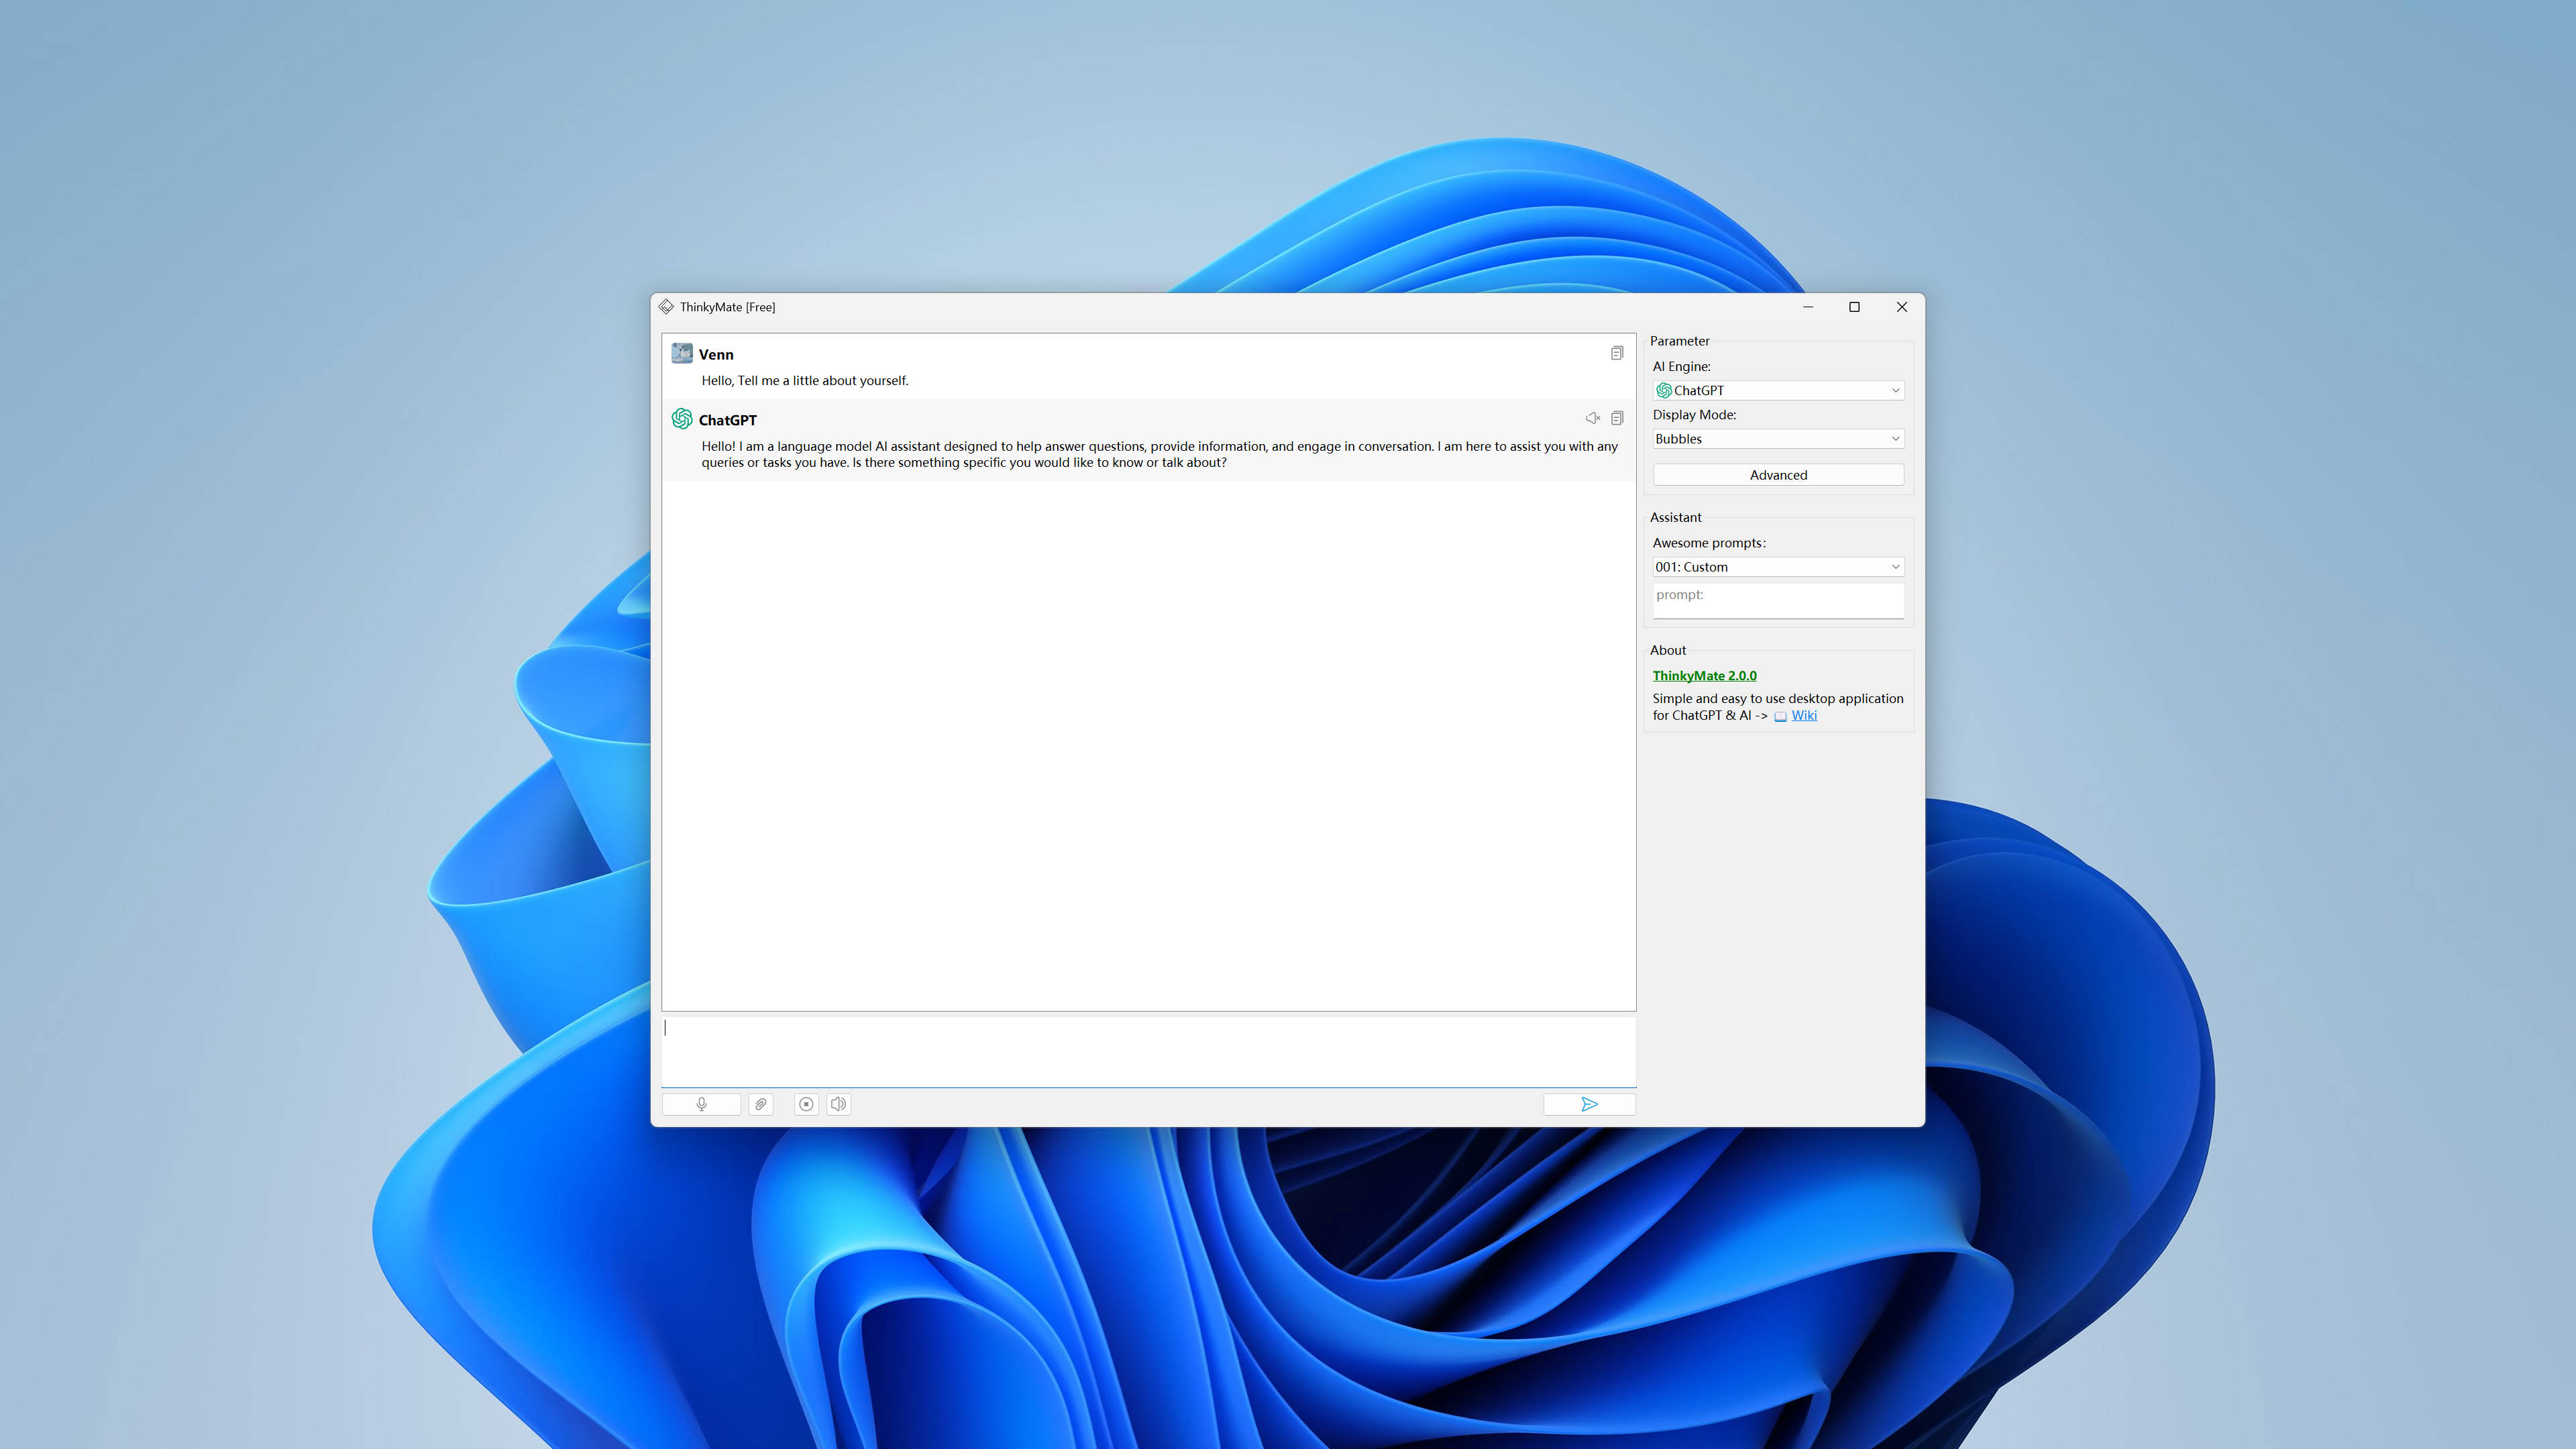 ThinkyMate [Free]
Venn
Hello, Tell me a little about yourself.
ChatGPT
Hello! I am a language model AI assistant designed to help answer questions, provide information, and engage in conversation. I am here to assist you with any
queries or tasks you have. Is there something specific you would like to know or talk about?
Parameter
AI Engine:
ChatGPT
Display Mode:
Bubbles
Advanced
Assistant
Awesome prompts:
001: Custom
prompt:
About
ThinkyMate 2.0.0
Simple and easy to use desktop application
for ChatGPT & AI -> Wiki